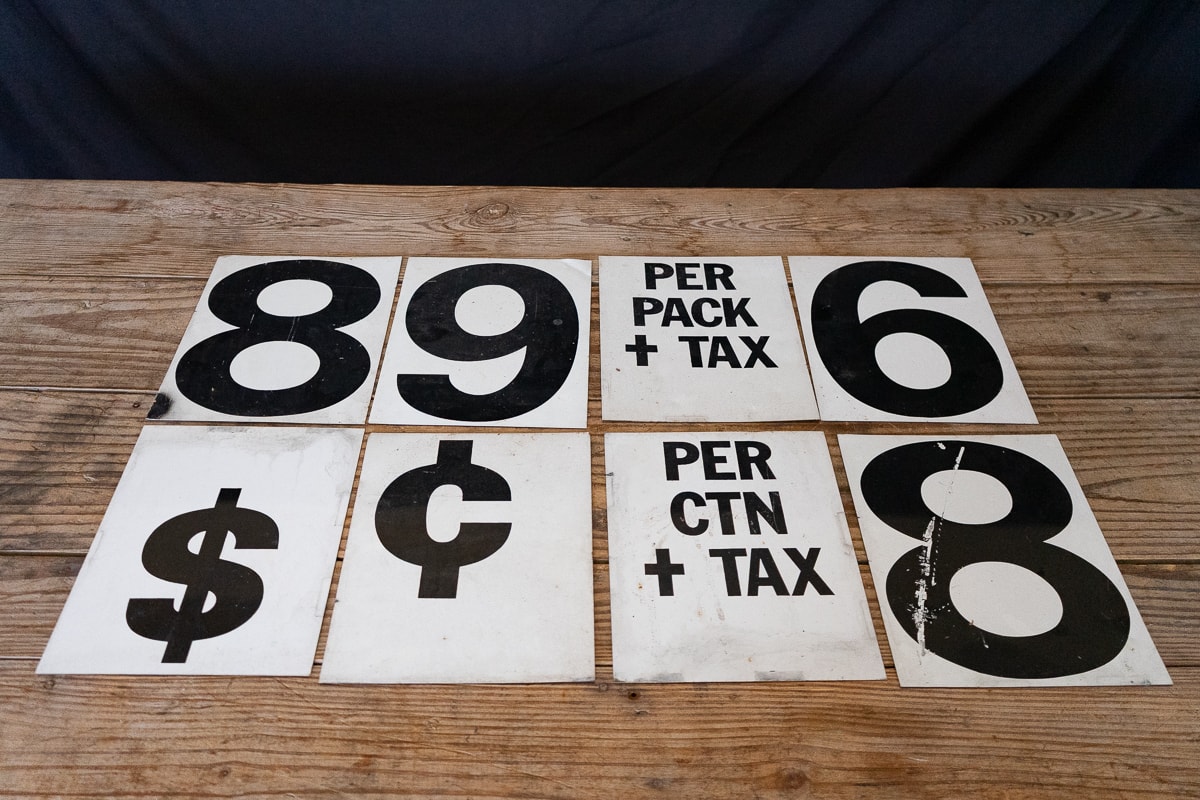 8
9
PER
PACK
+ TAX
6
$
¢
PER
CTN
+ TAX
8